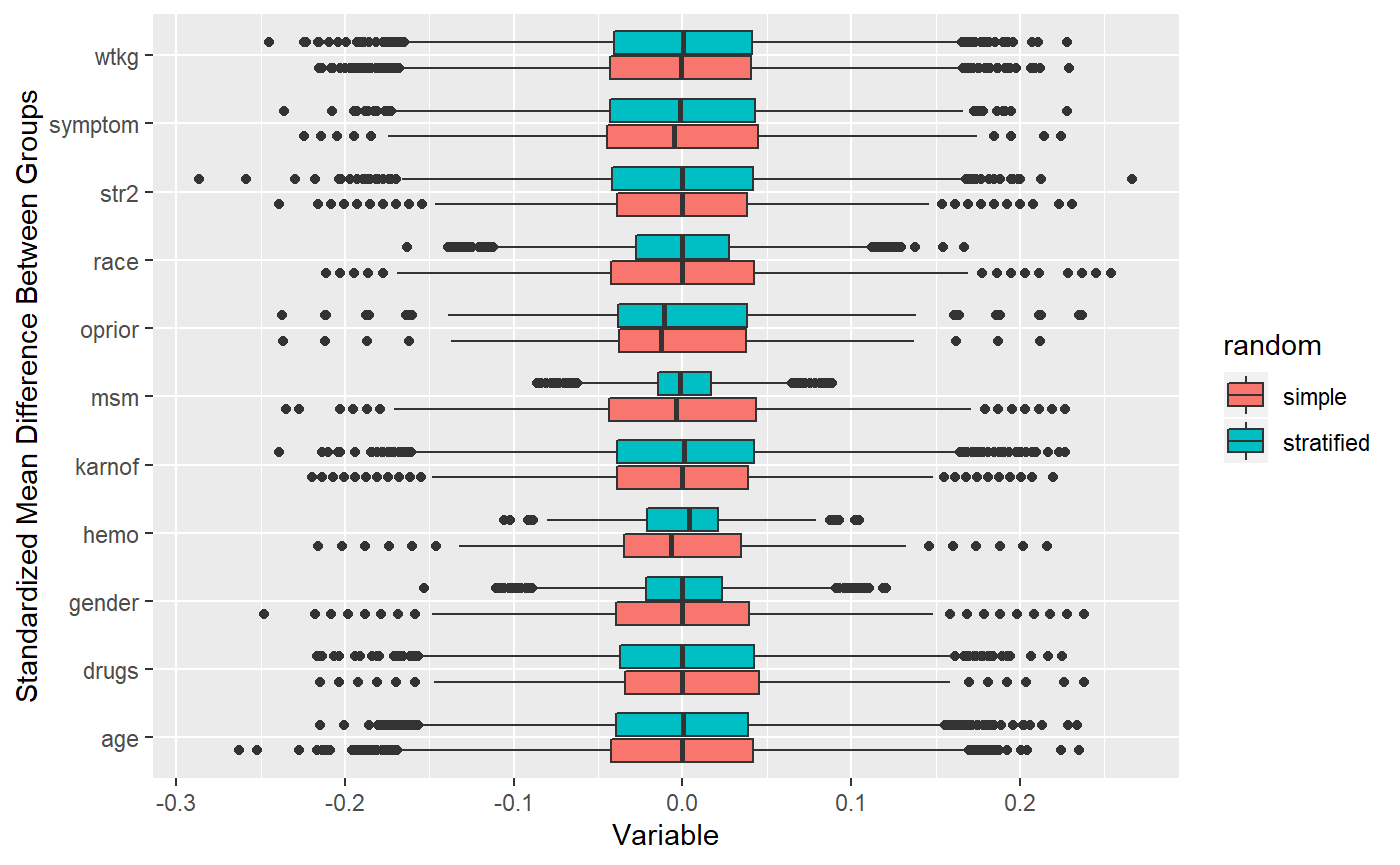 Standardized Mean Difference Between Groups
wtkg
symptom
str2
race
oprior
msm
karnof
hemo
gender
drugs
age
-0.3 -0.2 -0.1 0.0 0.1 0.2
Variable
random
simple
stratified